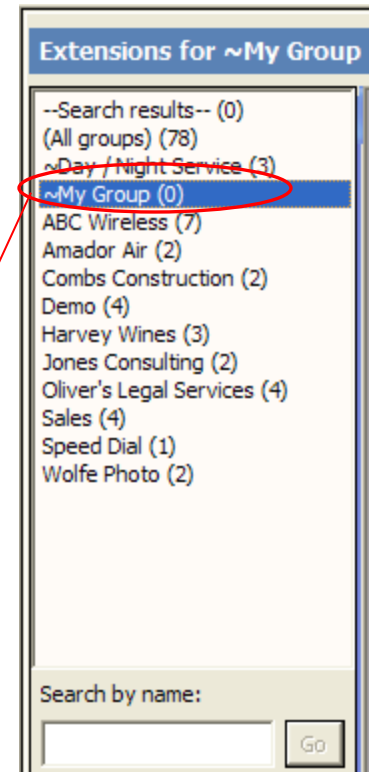 Extensions for ~My Group
--Search results-- (0)
(All groups) (78)
~Day / Night Service (3)
~My Group (0)
ABC Wireless (7)
Amador Air (2)
Combs Construction (2)
Demo (4)
Harvey Wines (3)
Jones Consulting (2)
Oliver's Legal Services (4)
Sales (4)
Speed Dial (1)
Wolfe Photo (2)
Search by name:
Go